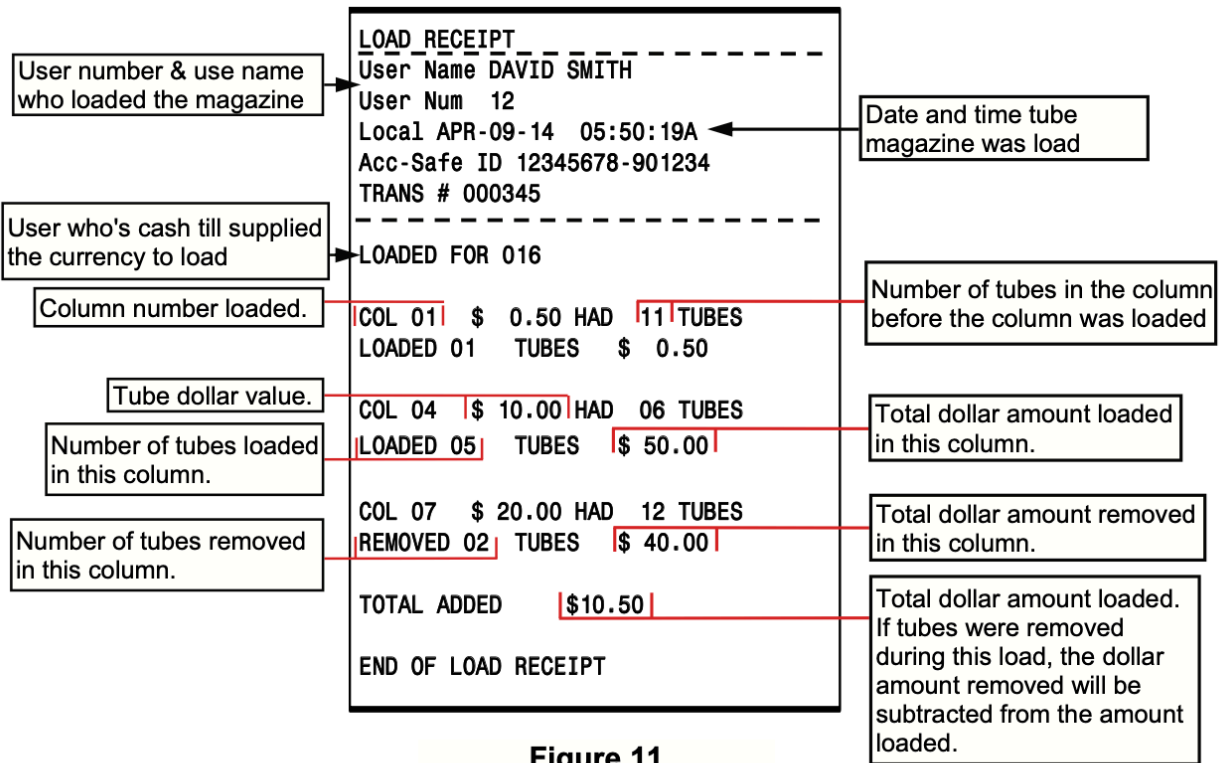 LOAD RECEIPT
User Name DAVID SMITH
User Num 12
Local APR-09-14 05:50:19A
Acc-Safe ID 12345678-901234
TRANS # 000345
LOADED FOR 016
COL 01 $ 0.50 HAD 11 TUBES
LOADED 01 TUBES $ 0.50
COL 04 $ 10.00 HAD 06 TUBES
LOADED 05 TUBES $ 50.00
COL 07 $ 20.00 HAD 12 TUBES
REMOVED 02 TUBES $ 40.00
TOTAL ADDED $10.50
END OF LOAD RECEIPT
User number & use name
who loaded the magazine
User who's cash till supplied
the currency to load
Column number loaded.
Tube dollar value.
Number of tubes loaded
in this column.
Number of tubes removed
in this column.
Date and time tube
magazine was load
Number of tubes in the column
before the column was loaded
Total dollar amount loaded
in this column.
Total dollar amount removed
in this column.
Total dollar amount loaded.
If tubes were removed
during this load, the dollar
amount removed will be
subtracted from the amount
loaded.
Figure 11